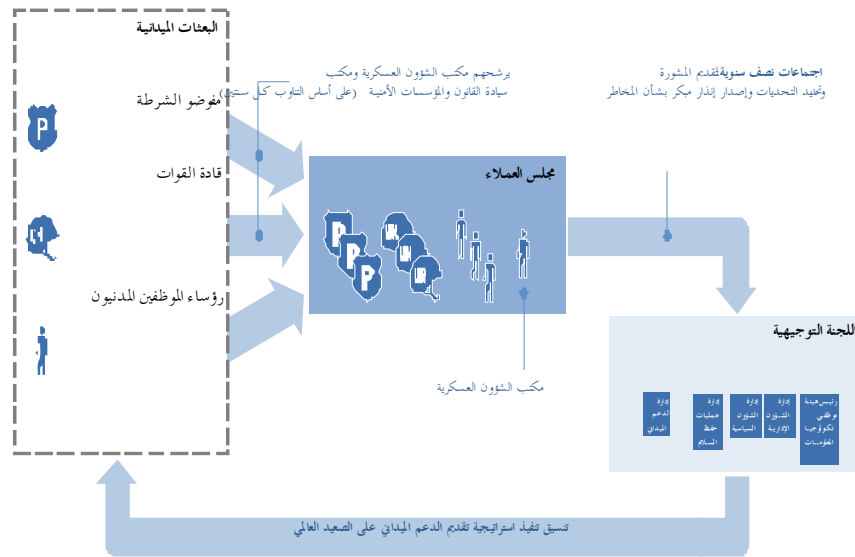 البعثات الميدانية
مفوضو الشرطة
P
قادة القوات
رؤساء الموظفين المدنيون
يرشحهم مكتب الشؤون العسكرية ومكتب
سيادة القانون والمؤسسات الأمنية (على أساس التناوب كل سنتين)
اجتماعات نصف سنوية لتقديم المشورة
وتحديد التحديات وإصدار إنذار مبكر بشأن المخاطر
مجلس العملاء
P
P
P
مكتب الشؤون العسكرية
اللجنة التوجيهية
رئيس هيئة
موظفي
تكنولوجيا
المعلومات
إدارة
الشؤون
الإدارية
إدارة
الشؤون
السياسية
إدارة
عمليات
حفظ
السلام
إدارة
الدعم
الميداني
تنسيق تنفيذ استراتيجية تقديم الدعم الميداني على الصعيد العالمي